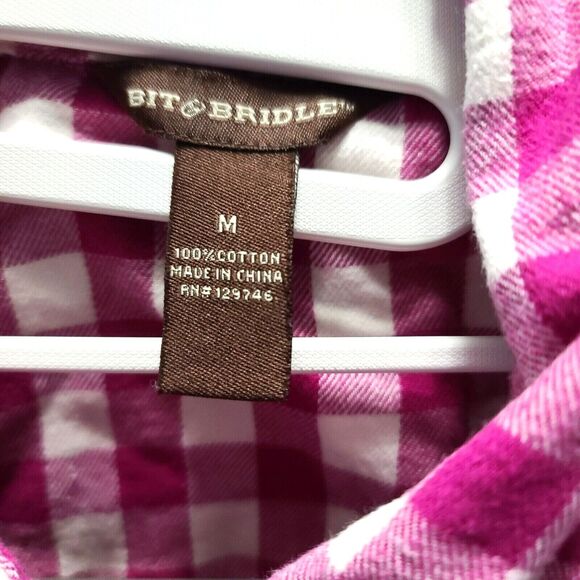 BIT & BRIDLE
M
100% COTTON
MADE IN CHINA
RN# 129746